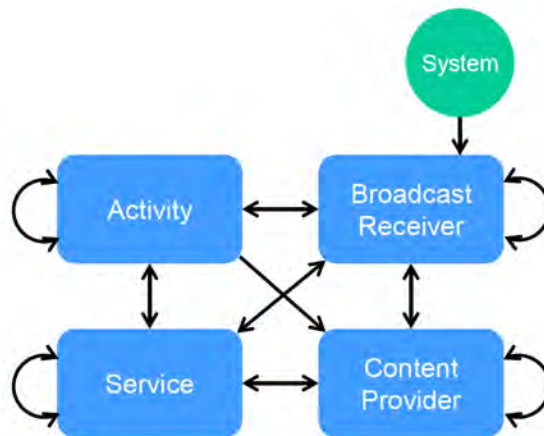 System
Activity
Broadcast
Receiver
Service
Content
Provider